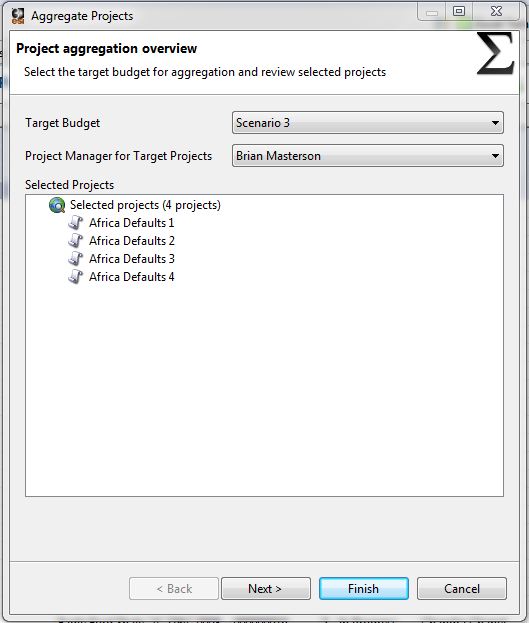 Aggregate Projects
Project aggregation overview
Select the target budget for aggregation and review selected projects
Target Budget
Scenario 3
Project Manager for Target Projects
Brian Masterson
Selected Projects
Selected projects (4 projects)
Africa Defaults 1
Africa Defaults 2
Africa Defaults 3
Africa Defaults 4
< Back
Next >
Finish
Cancel